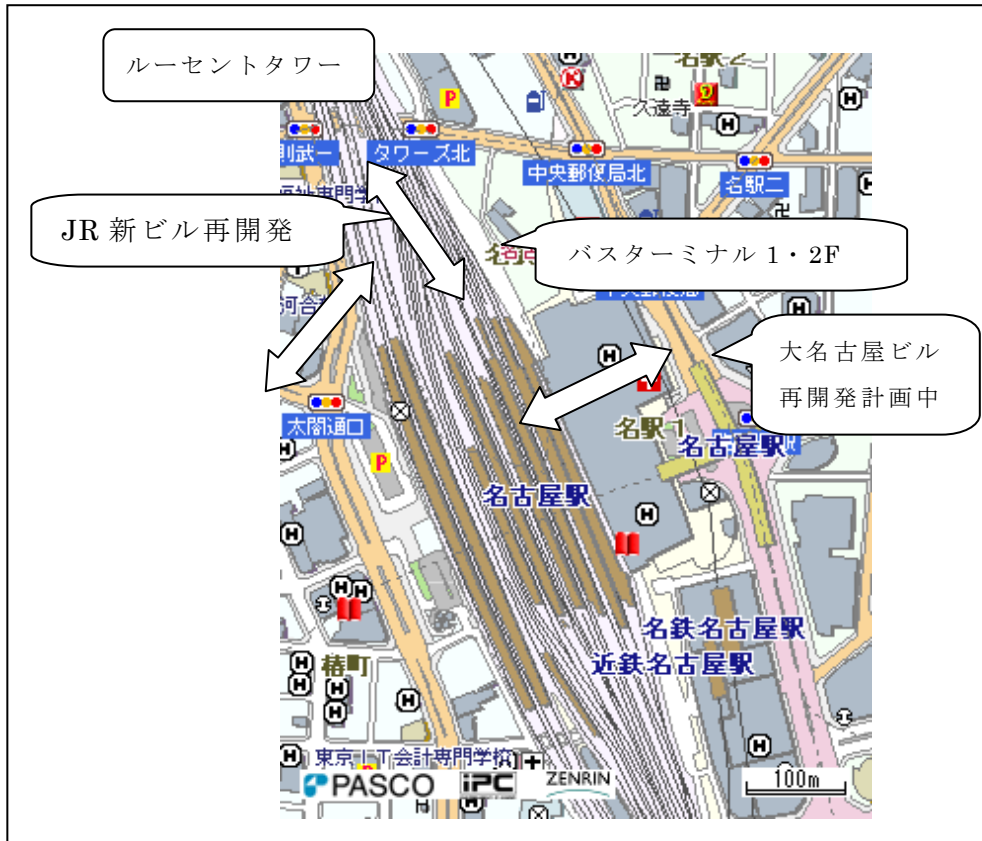 ルーセントタワー
名駅2
久遠寺
則武一
タワーズ北
中央郵便局北
名駅二
JR新ビル再開発
バスターミナル1・2F
大名古屋ビル
再開発計画中
太閤通口
名駅1
名古屋駅
名古屋駅
名鉄名古屋駅
近鉄名古屋駅
椿町
東京IT会計専門学校
PASCO
iPC
ZENRIN
100m